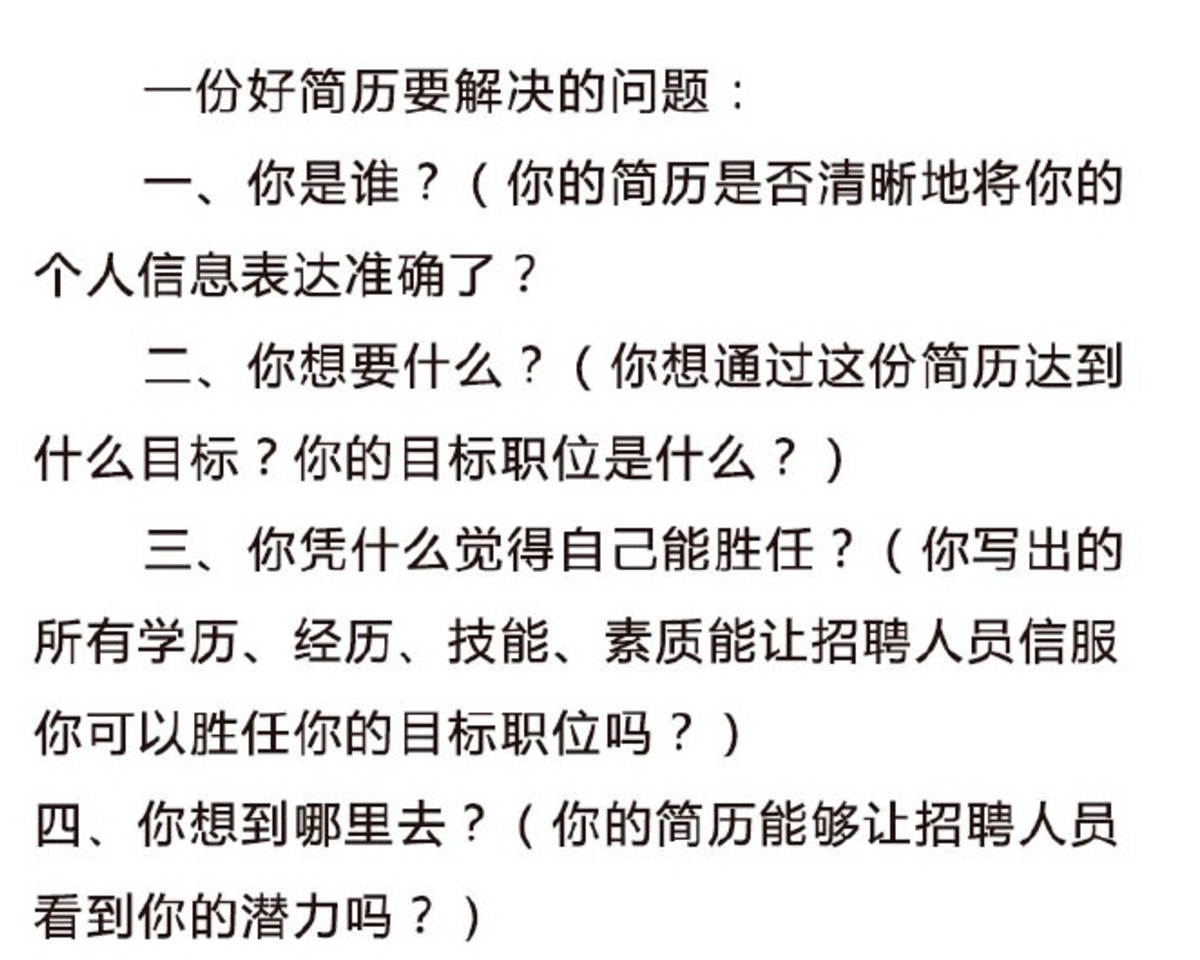 一份好简历要解决的问题：
一、你是谁？（你的简历是否清晰地将你的
个人信息表达准确了？
二、你想要什么？（你想通过这份简历达到
什么目标？你的目标职位是什么？）
三、你凭什么觉得自己能胜任？（你写出的
所有学历、经历、技能、素质能让招聘人员信服
你可以胜任你的目标职位吗？）
四、你想到哪里去？（你的简历能够让招聘人员
看到你的潜力吗？）